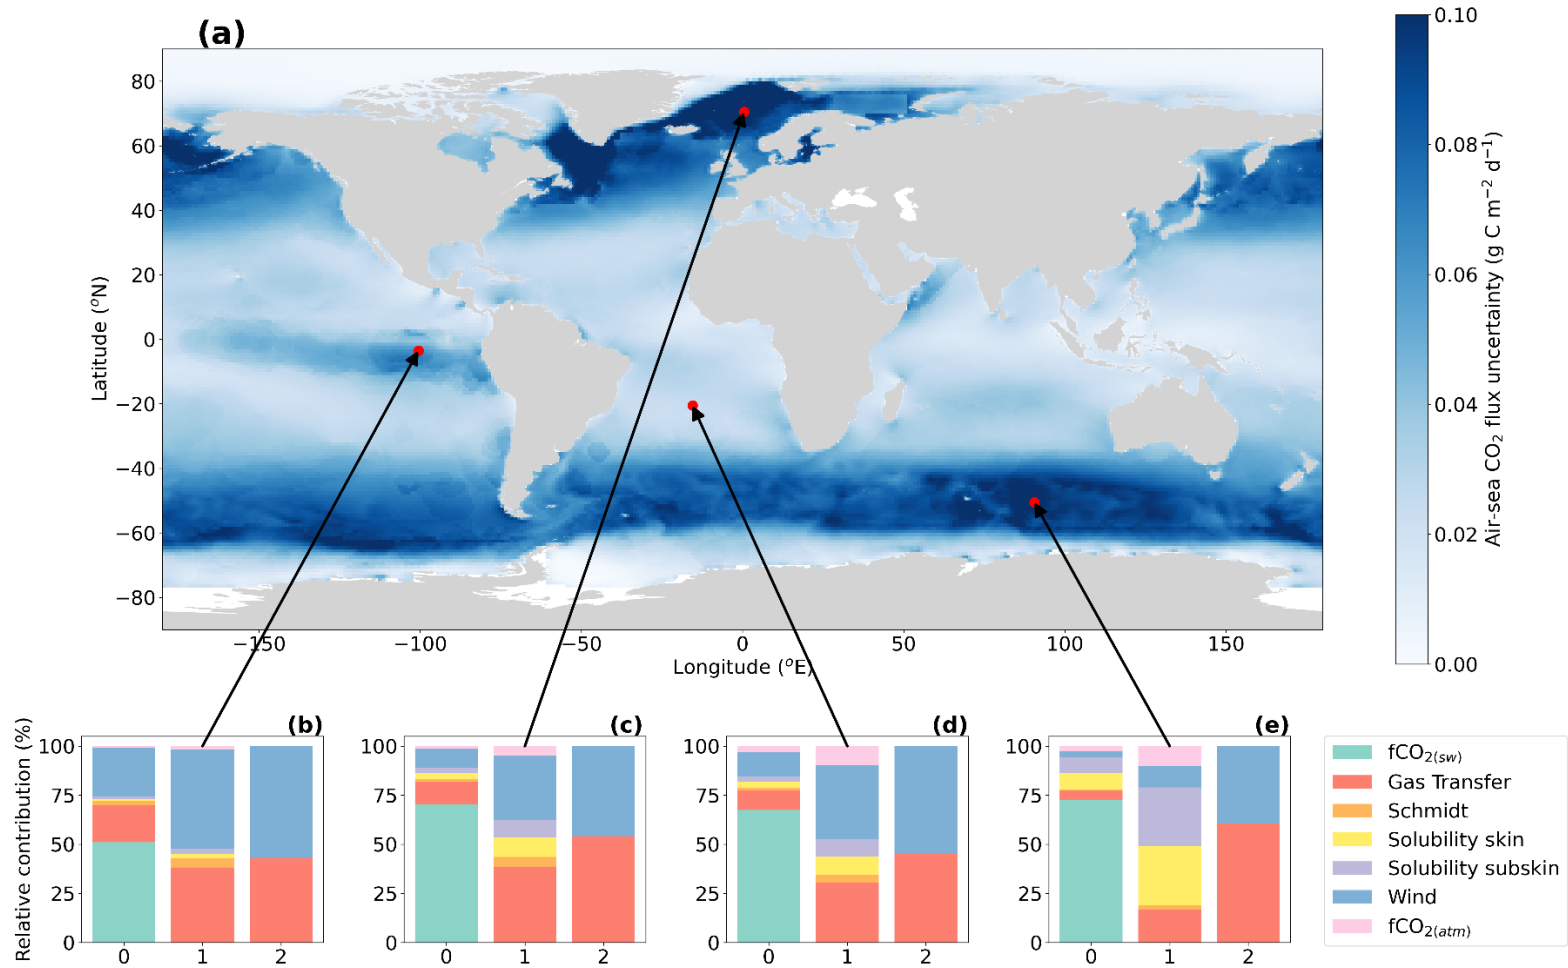 (a)
80
60
40
20
0
−20
−40
−60
−80
Latitude (°N)
−150
−100
−50
0
50
100
150
Longitude (°E)
0.10
0.08
0.06
0.04
0.02
0.00
Air-sea CO₂ flux uncertainty (g C m⁻² d⁻¹)
Relative contribution (%)
(b)
100
75
50
25
0
0 1 2
(c)
100
75
50
25
0
0 1 2
(d)
100
75
50
25
0
0 1 2
(e)
100
75
50
25
0
0 1 2
fCO₂₍sw₎
Gas Transfer
Schmidt
Solubility skin
Solubility subskin
Wind
fCO₂₍atm₎